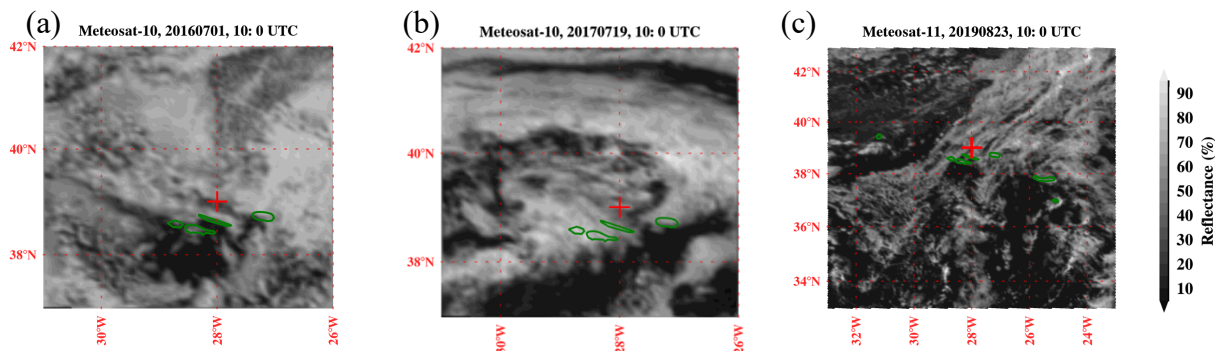 (a)
Meteosat-10, 20160701, 10: 0 UTC
42°N
40°N
38°N
30°W
28°W
26°W
(b)
Meteosat-10, 20170719, 10: 0 UTC
42°N
40°N
38°N
30°W
28°W
26°W
(c)
Meteosat-11, 20190823, 10: 0 UTC
42°N
40°N
38°N
36°N
34°N
32°W
30°W
28°W
26°W
24°W
90
80
70
60
50
40
30
20
10
Reflectance (%)